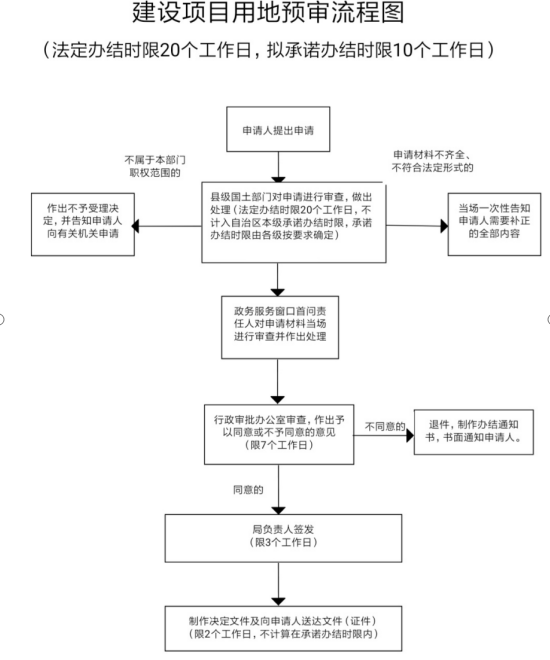 建设项目用地预审流程图
（法定办结时限20个工作日，拟承诺办结时限10个工作日）
申请人提出申请
不属于本部门
职权范围的
申请材料不齐全、
不符合法定形式的
作出不予受理决
定，并告知申请人
向有关机关申请
县级国土部门对申请进行审查，做出
处理（法定办结时限20个工作日，不
计入自治区本级承诺办结时限，承诺
办结时限由各级按要求确定）
当场一次性告知
申请人需要补正
的全部内容
政务服务窗口首问责
任人对申请材料当场
进行审查并作出处理
行政审批办公室审查，作出予
以同意或不予同意的意见
（限7个工作日）
不同意的
退件，制作办结通知
书，书面通知申请人。
同意的
局负责人签发
（限3个工作日）
制作决定文件及向申请人送达文件（证件）
（限2个工作日，不计算在承诺办结时限内）